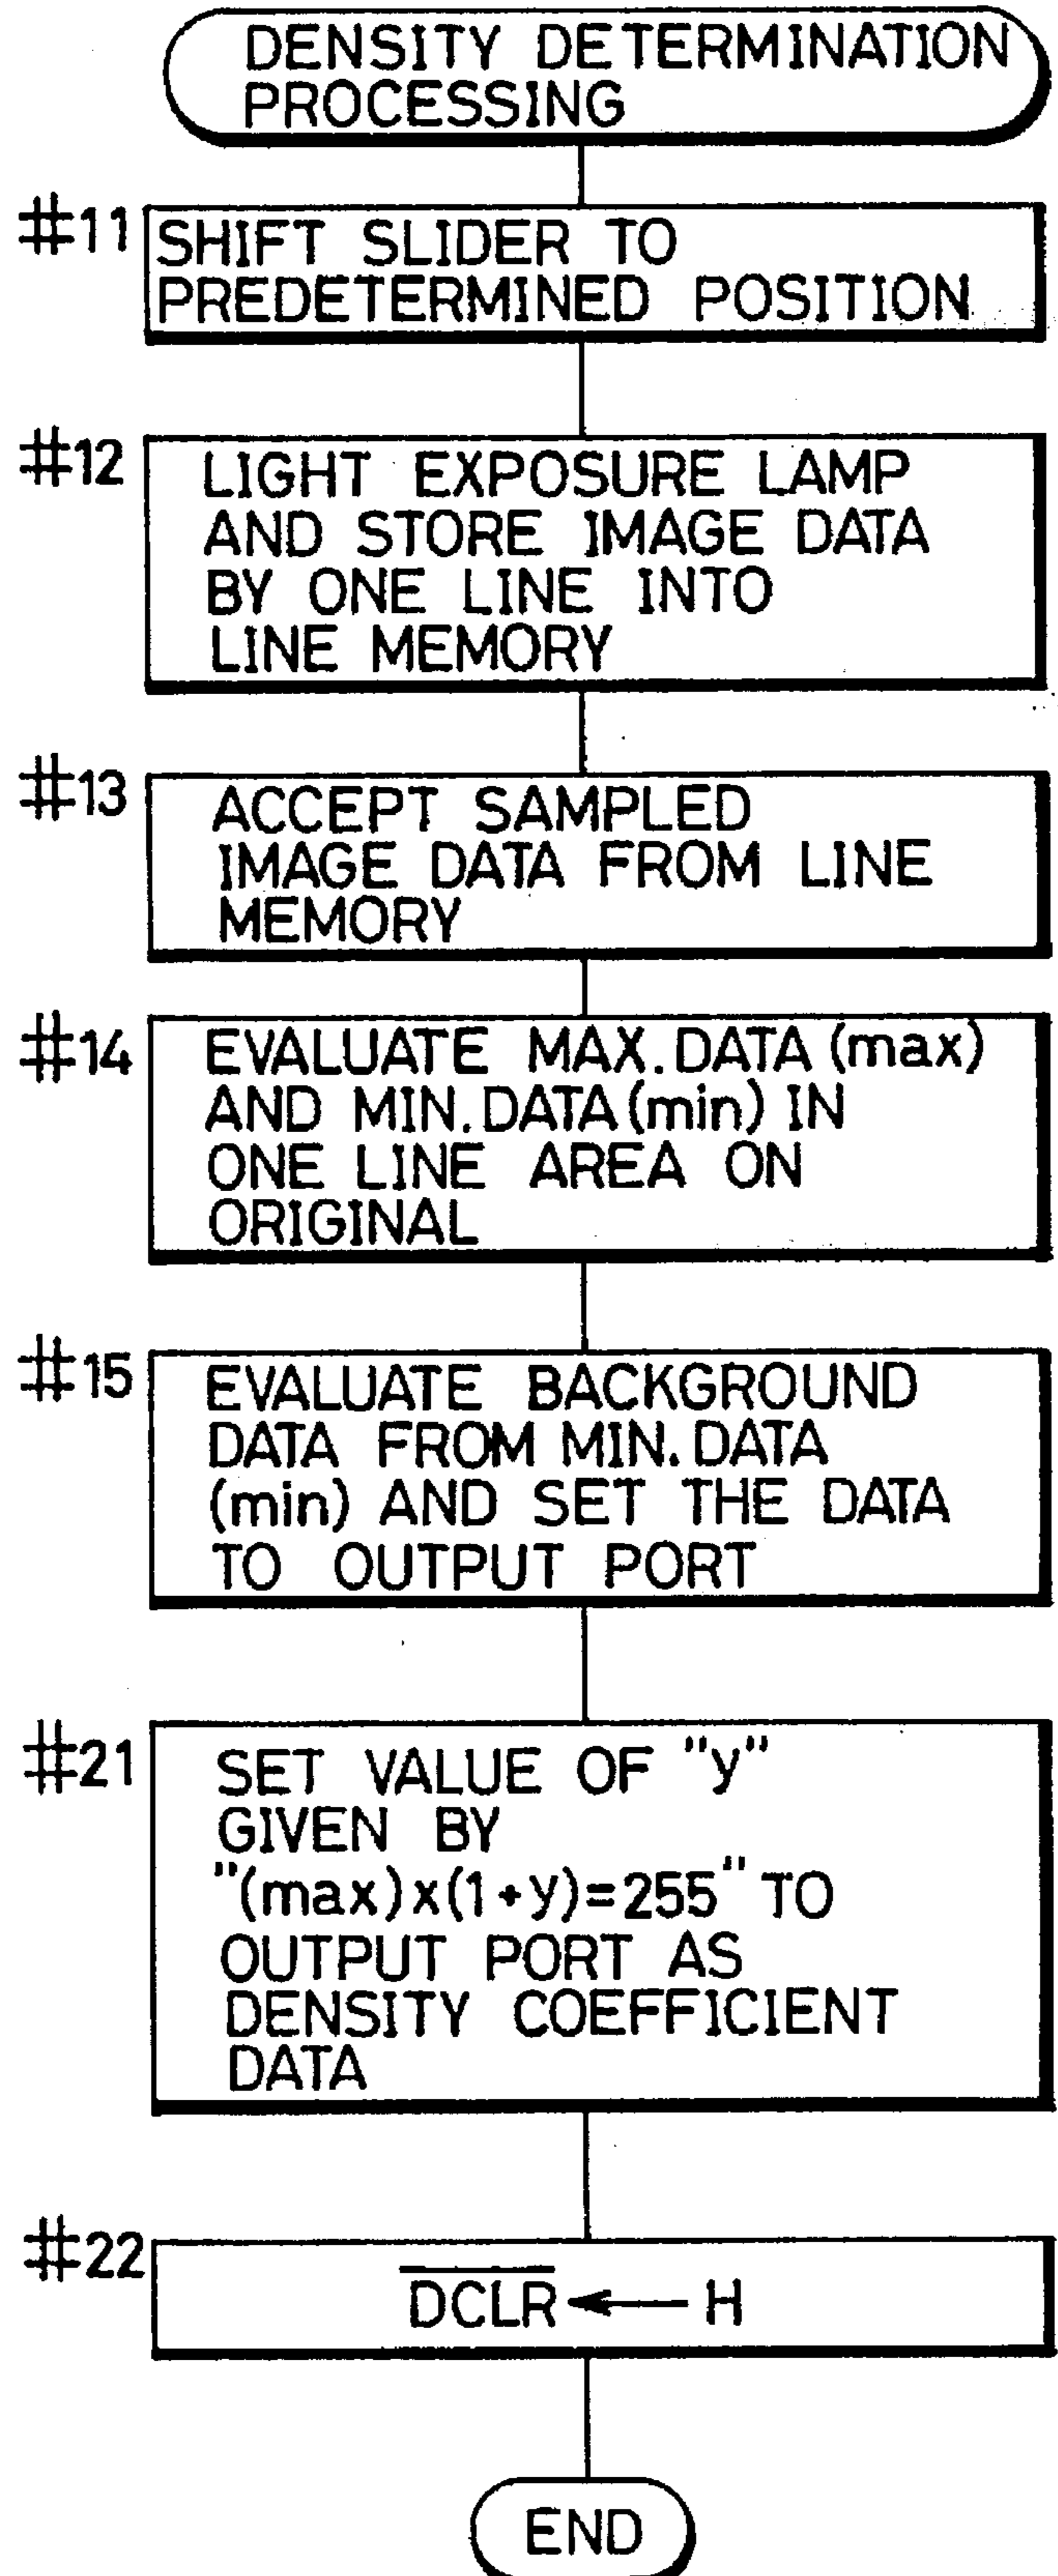 DENSITY DETERMINATION
PROCESSING
#11
SHIFT SLIDER TO
PREDETERMINED POSITION
#12
LIGHT EXPOSURE LAMP
AND STORE IMAGE DATA
BY ONE LINE INTO
LINE MEMORY
#13
ACCEPT SAMPLED
IMAGE DATA FROM LINE
MEMORY
#14
EVALUATE MAX.DATA (max)
AND MIN.DATA(min) IN
ONE LINE AREA ON
ORIGINAL
#15
EVALUATE BACKGROUND
DATA FROM MIN.DATA
(min) AND SET THE DATA
TO OUTPUT PORT
#21
SET VALUE OF "y"
GIVEN BY
"(max)x(1+y)=255" TO
OUTPUT PORT AS
DENSITY COEFFICIENT
DATA
#22
D̅C̅L̅R̅ ← H
END